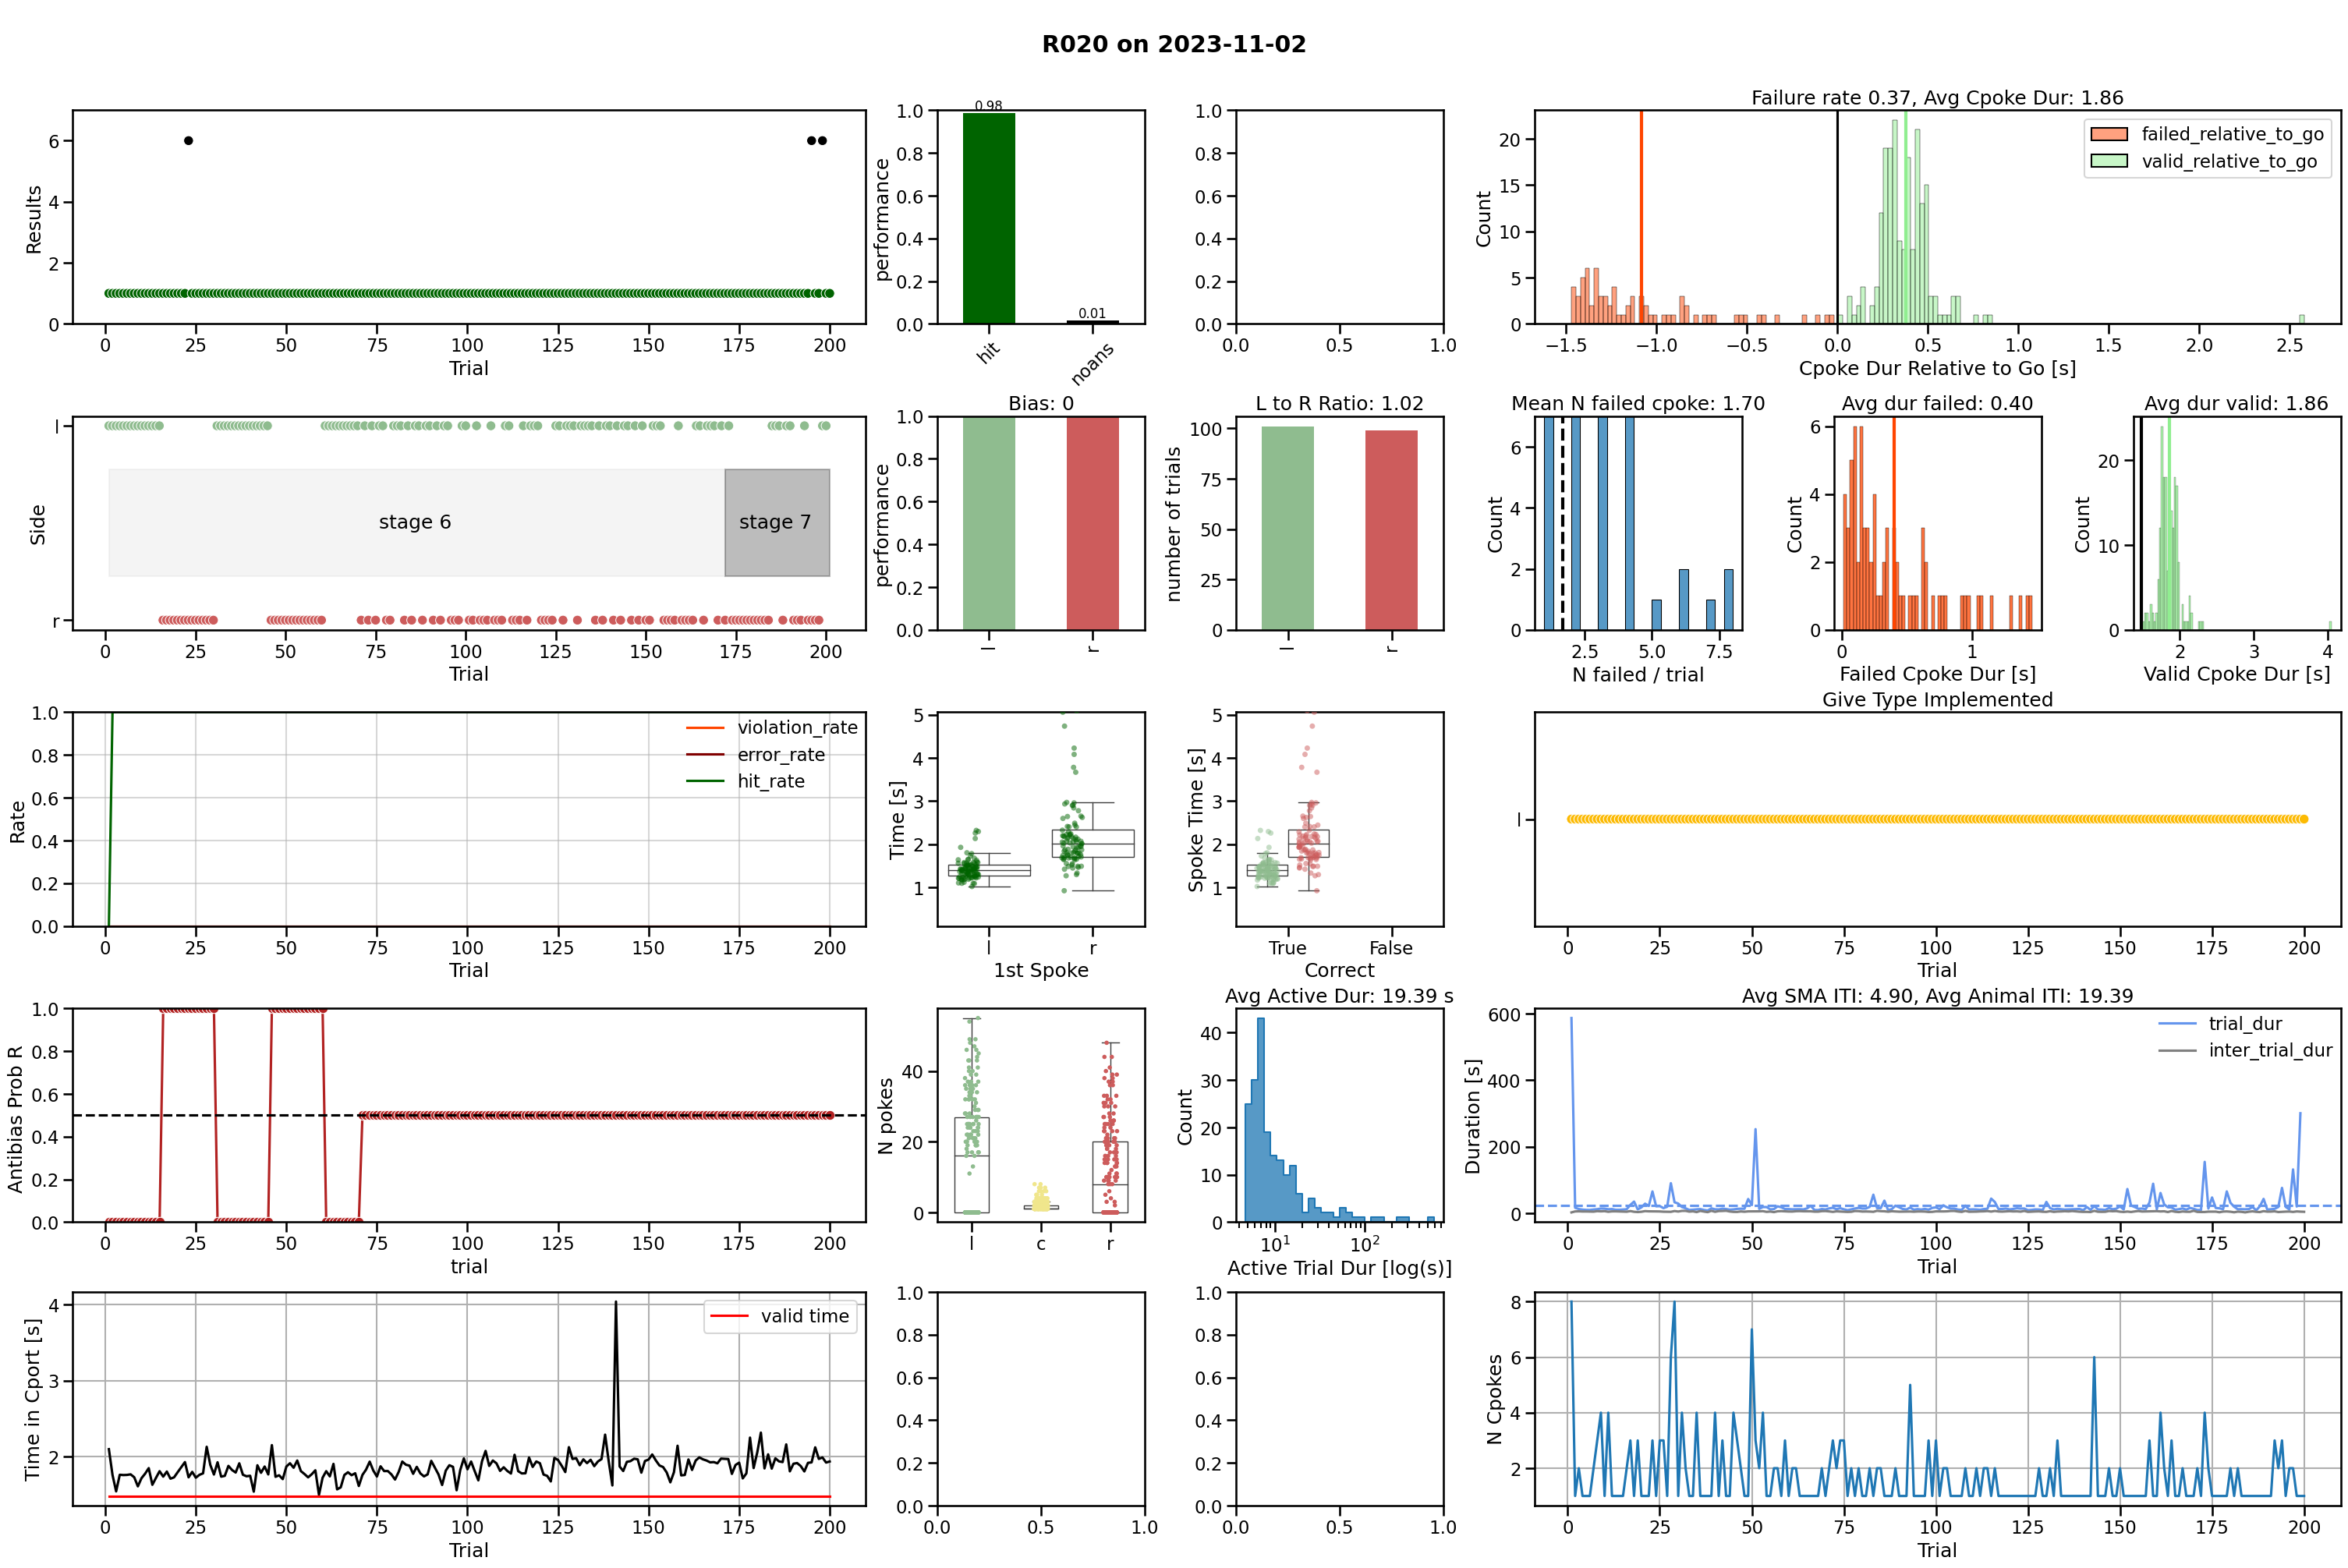 R020 on 2023-11-02
Results
6
4
2
0
0 25 50 75 100 125 150 175 200
Trial
performance
1.0
0.8
0.6
0.4
0.2
0.0
0.98
0.01
hit
noans
1.0
0.8
0.6
0.4
0.2
0.0
0.0 0.5 1.0
Failure rate 0.37, Avg Cpoke Dur: 1.86
failed_relative_to_go
valid_relative_to_go
Count
20
15
10
5
0
−1.5 −1.0 −0.5 0.0 0.5 1.0 1.5 2.0 2.5
Cpoke Dur Relative to Go [s]
Side
l
r
stage 6
stage 7
0 25 50 75 100 125 150 175 200
Trial
Bias: 0
performance
1.0
0.8
0.6
0.4
0.2
0.0
l r
L to R Ratio: 1.02
number of trials
100
75
50
25
0
l r
Mean N failed cpoke: 1.70
Count
6
4
2
0
2.5 5.0 7.5
N failed / trial
Avg dur failed: 0.40
Count
6
4
2
0
0 1
Failed Cpoke Dur [s]
Avg dur valid: 1.86
Count
20
10
0
2 3 4
Valid Cpoke Dur [s]
Rate
1.0
0.8
0.6
0.4
0.2
0.0
violation_rate
error_rate
hit_rate
0 25 50 75 100 125 150 175 200
Trial
Time [s]
5
4
3
2
1
l r
1st Spoke
Spoke Time [s]
5
4
3
2
1
True False
Correct
Give Type Implemented
l
0 25 50 75 100 125 150 175 200
Trial
Antibias Prob R
1.0
0.8
0.6
0.4
0.2
0.0
0 25 50 75 100 125 150 175 200
trial
N pokes
40
20
0
l c r
Avg Active Dur: 19.39 s
Count
40
30
20
10
0
10¹ 10²
Active Trial Dur [log(s)]
Avg SMA ITI: 4.90, Avg Animal ITI: 19.39
trial_dur
inter_trial_dur
Duration [s]
600
400
200
0
0 25 50 75 100 125 150 175 200
Trial
Time in Cport [s]
4
3
2
valid time
0 25 50 75 100 125 150 175 200
Trial
1.0
0.8
0.6
0.4
0.2
0.0
0.0 0.5 1.0
1.0
0.8
0.6
0.4
0.2
0.0
0.0 0.5 1.0
N Cpokes
8
6
4
2
0 25 50 75 100 125 150 175 200
Trial